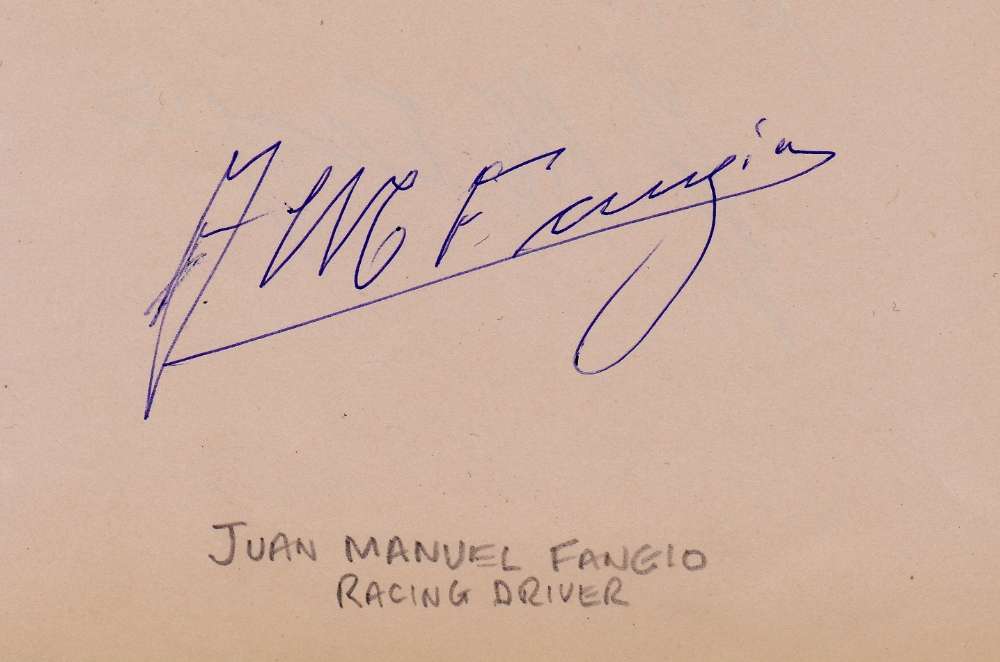 JM Fangio
JUAN MANUEL FANGIO
RACING DRIVER